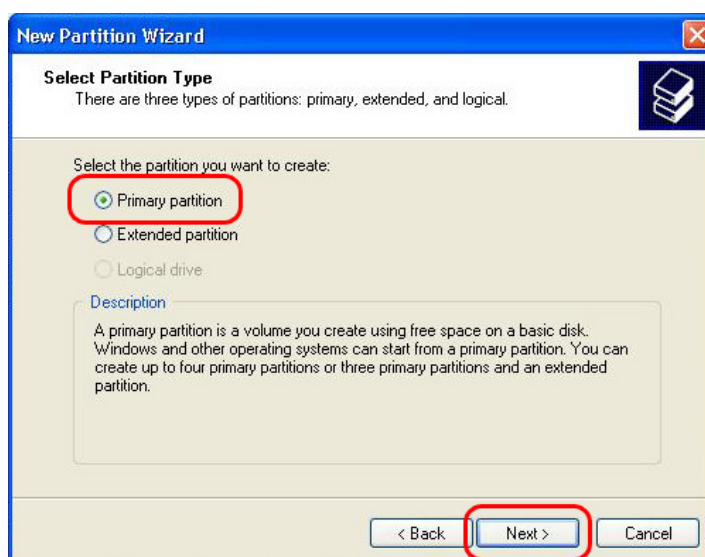 New Partition Wizard
Select Partition Type
There are three types of partitions: primary, extended, and logical.
Select the partition you want to create:
Primary partition
Extended partition
Logical drive
Description
A primary partition is a volume you create using free space on a basic disk.
Windows and other operating systems can start from a primary partition. You can
create up to four primary partitions or three primary partitions and an extended
partition.
< Back Next > Cancel